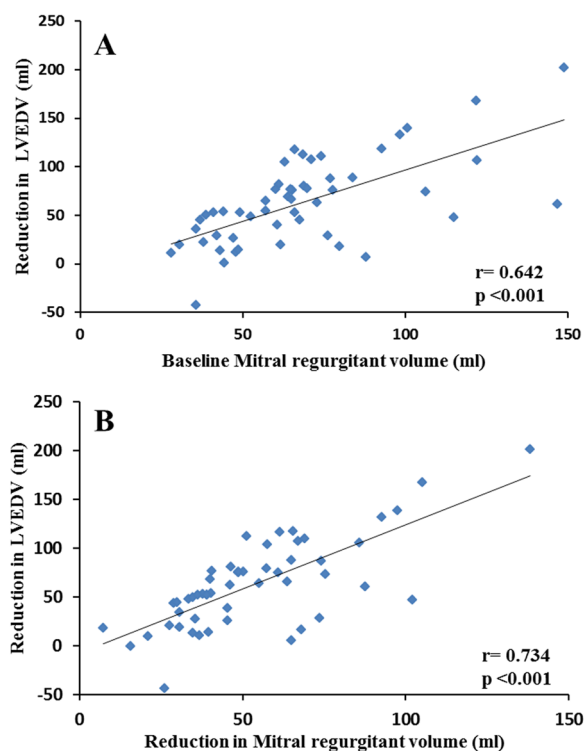 A
Reduction in LVEDV (ml)
250
200
150
100
50
0
-50
0 50 100 150
r= 0.642
p <0.001
Baseline Mitral regurgitant volume (ml)
B
Reduction in LVEDV (ml)
250
200
150
100
50
0
-50
0 50 100 150
r= 0.734
p <0.001
Reduction in Mitral regurgitant volume (ml)